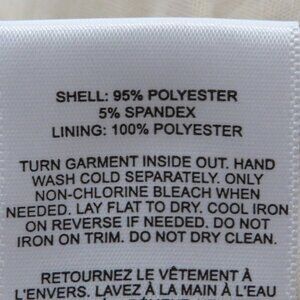 SHELL: 95% POLYESTER
5% SPANDEX
LINING: 100% POLYESTER
TURN GARMENT INSIDE OUT. HAND
WASH COLD SEPARATELY. ONLY
NON-CHLORINE BLEACH WHEN
NEEDED. LAY FLAT TO DRY. COOL IRON
ON REVERSE IF NEEDED. DO NOT
IRON ON TRIM. DO NOT DRY CLEAN.
RETOURNEZ LE VÊTEMENT À
L'ENVERS. LAVEZ À LA MAIN À L'EAU